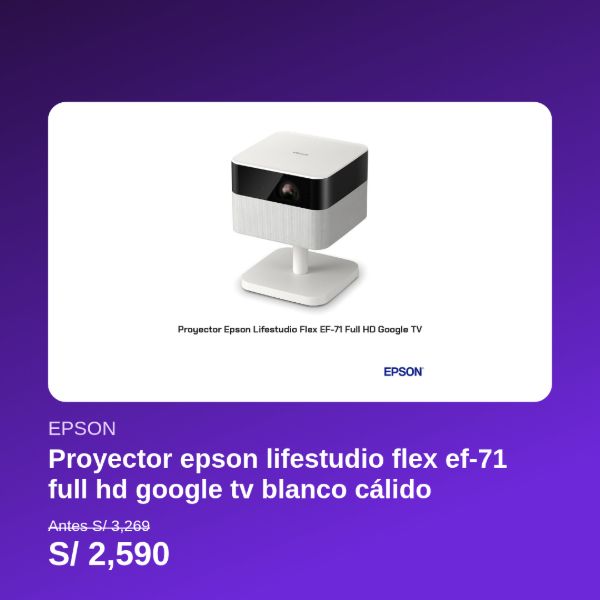 Proyector Epson Lifestudio Flex EF-71 Full HD Google TV
EPSON
EPSON
Proyector epson lifestudio flex ef-71
full hd google tv blanco cálido
Antes S/ 3,269
S/ 2,590